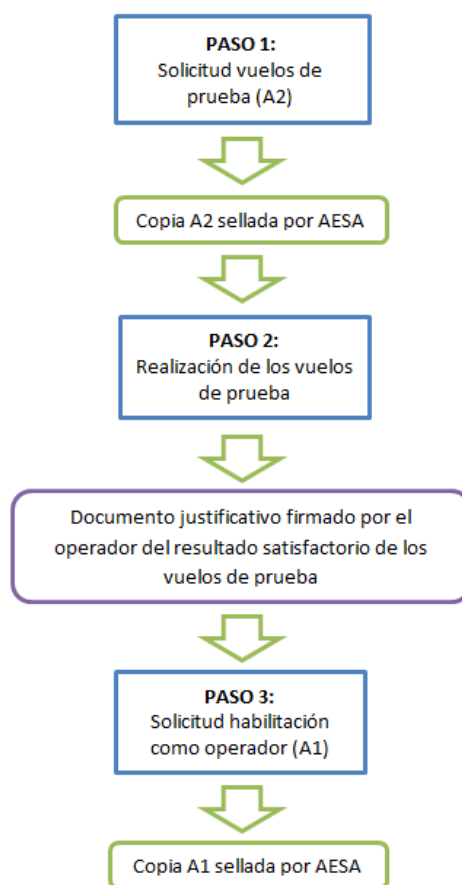 PASO 1:
Solicitud vuelos de
prueba (A2)
Copia A2 sellada por AESA
PASO 2:
Realización de los vuelos
de prueba
Documento justificativo firmado por el
operador del resultado satisfactorio de los
vuelos de prueba
PASO 3:
Solicitud habilitación
como operador (A1)
Copia A1 sellada por AESA